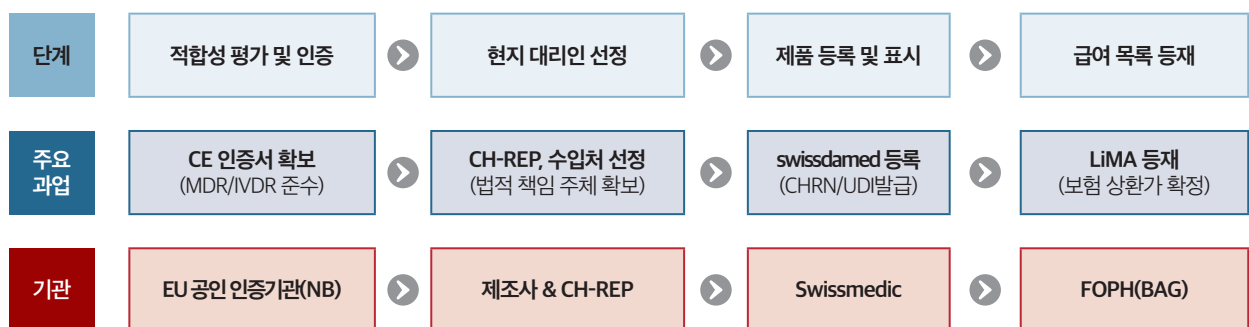 단계
적합성 평가 및 인증
현지 대리인 선정
제품 등록 및 표시
급여 목록 등재
주요
과업
CE 인증서 확보
(MDR/IVDR 준수)
CH-REP, 수입처 선정
(법적 책임 주체 확보)
swissdamed 등록
(CHRN/UDI발급)
LiMA 등재
(보험 상환가 확정)
기관
EU 공인 인증기관(NB)
제조사 & CH-REP
Swissmedic
FOPH(BAG)